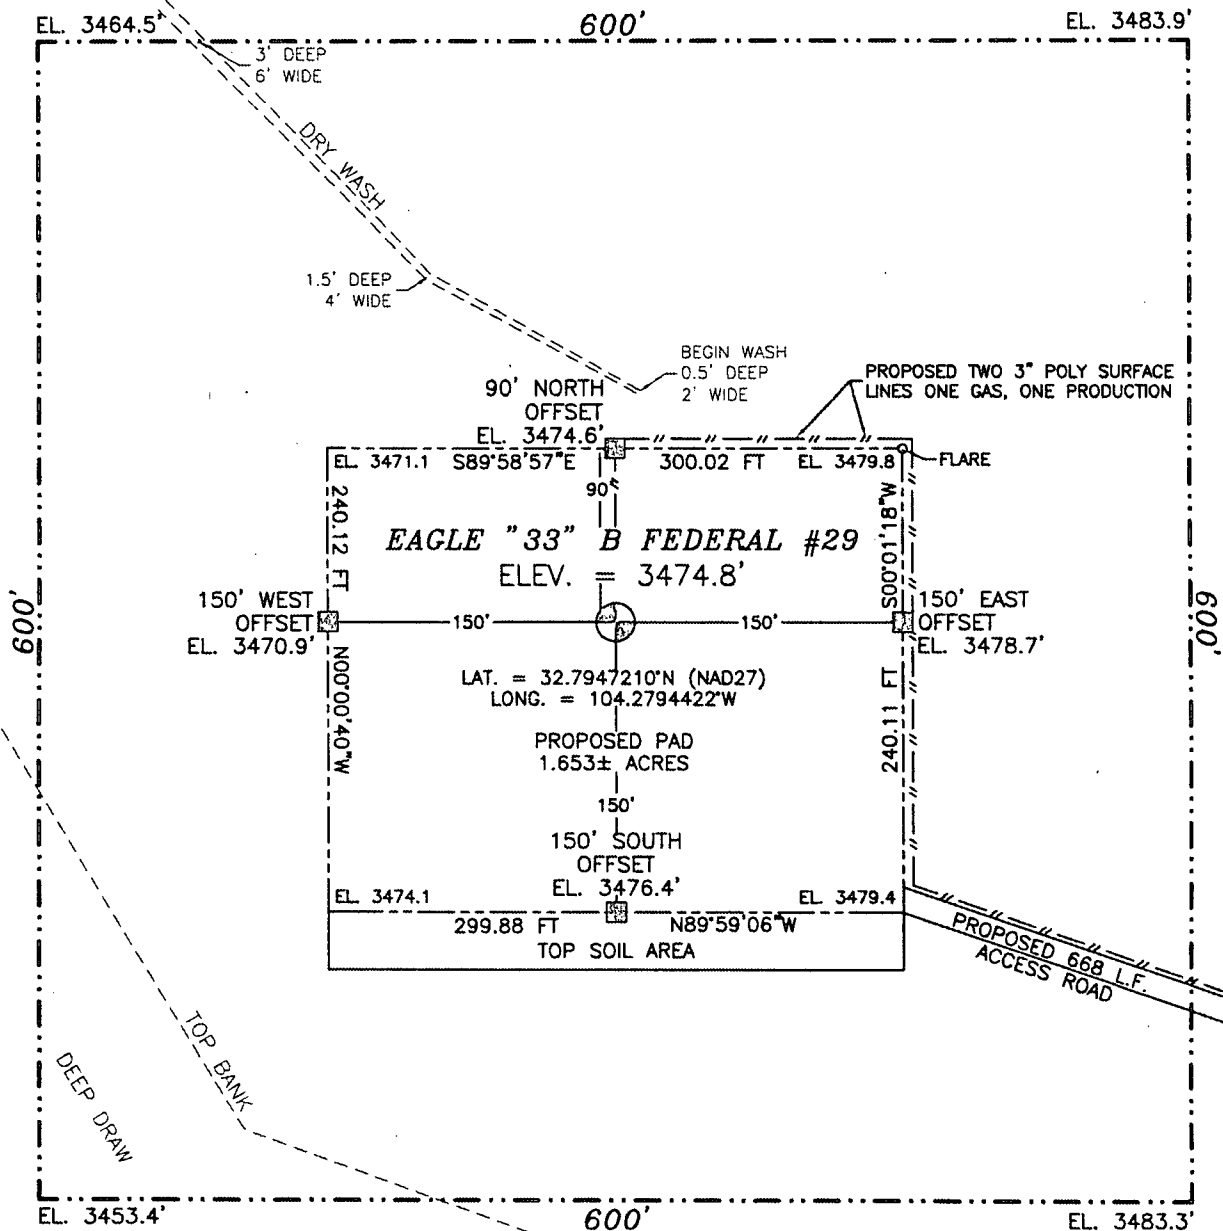 EL. 3464.5'
600'
EL. 3483.9'
3' DEEP
6' WIDE
DRY WASH
1.5' DEEP
4' WIDE
BEGIN WASH
0.5' DEEP
2' WIDE
PROPOSED TWO 3" POLY SURFACE
LINES ONE GAS, ONE PRODUCTION
90' NORTH
OFFSET
EL. 3474.6'
EL. 3471.1
S89°58'57"E
300.02 FT
EL. 3479.8
FLARE
240.12 FT
90'
S00°01'18"W
EAGLE "33" B FEDERAL #29
ELEV. = 3474.8'
600'
150' WEST
OFFSET
EL. 3470.9'
150'
150'
150' EAST
OFFSET
EL. 3478.7'
600'
N00°00'40"W
LAT. = 32.7947210°N (NAD27)
LONG. = 104.2794422°W
240.11 FT
PROPOSED PAD
1.653± ACRES
150'
150' SOUTH
OFFSET
EL. 3476.4'
EL. 3474.1
EL. 3479.4
299.88 FT
N89°59'06"W
TOP SOIL AREA
PROPOSED 668 L.F.
ACCESS ROAD
TOP BANK
DEEP DRAW
EL. 3453.4'
600'
EL. 3483.3'